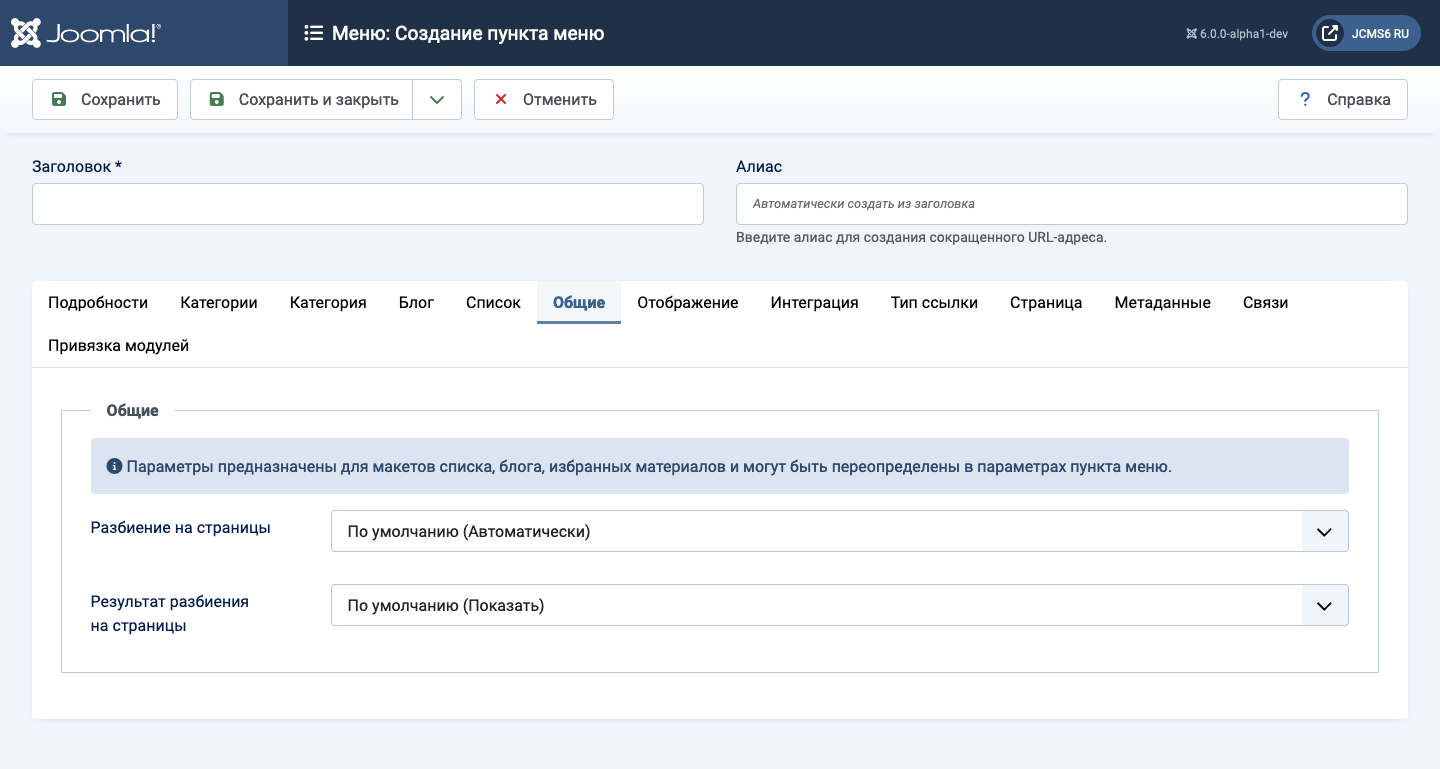 Joomla!® Меню: Создание пункта меню 6.0.0-alpha1-dev JCMS6 RU
Сохранить Сохранить и закрыть Отменить ? Справка
Заголовок * Алиас
Автоматически создать из заголовка
Введите алиас для создания сокращенного URL-адреса.
Подробности Категории Категория Блог Список Общие Отображение Интеграция Тип ссылки Страница Метаданные Связи
Привязка модулей
Общие
Параметры предназначены для макетов списка, блога, избранных материалов и могут быть переопределены в параметрах пункта меню.
Разбиение на страницы По умолчанию (Автоматически)
Результат разбиения По умолчанию (Показать)
на страницы